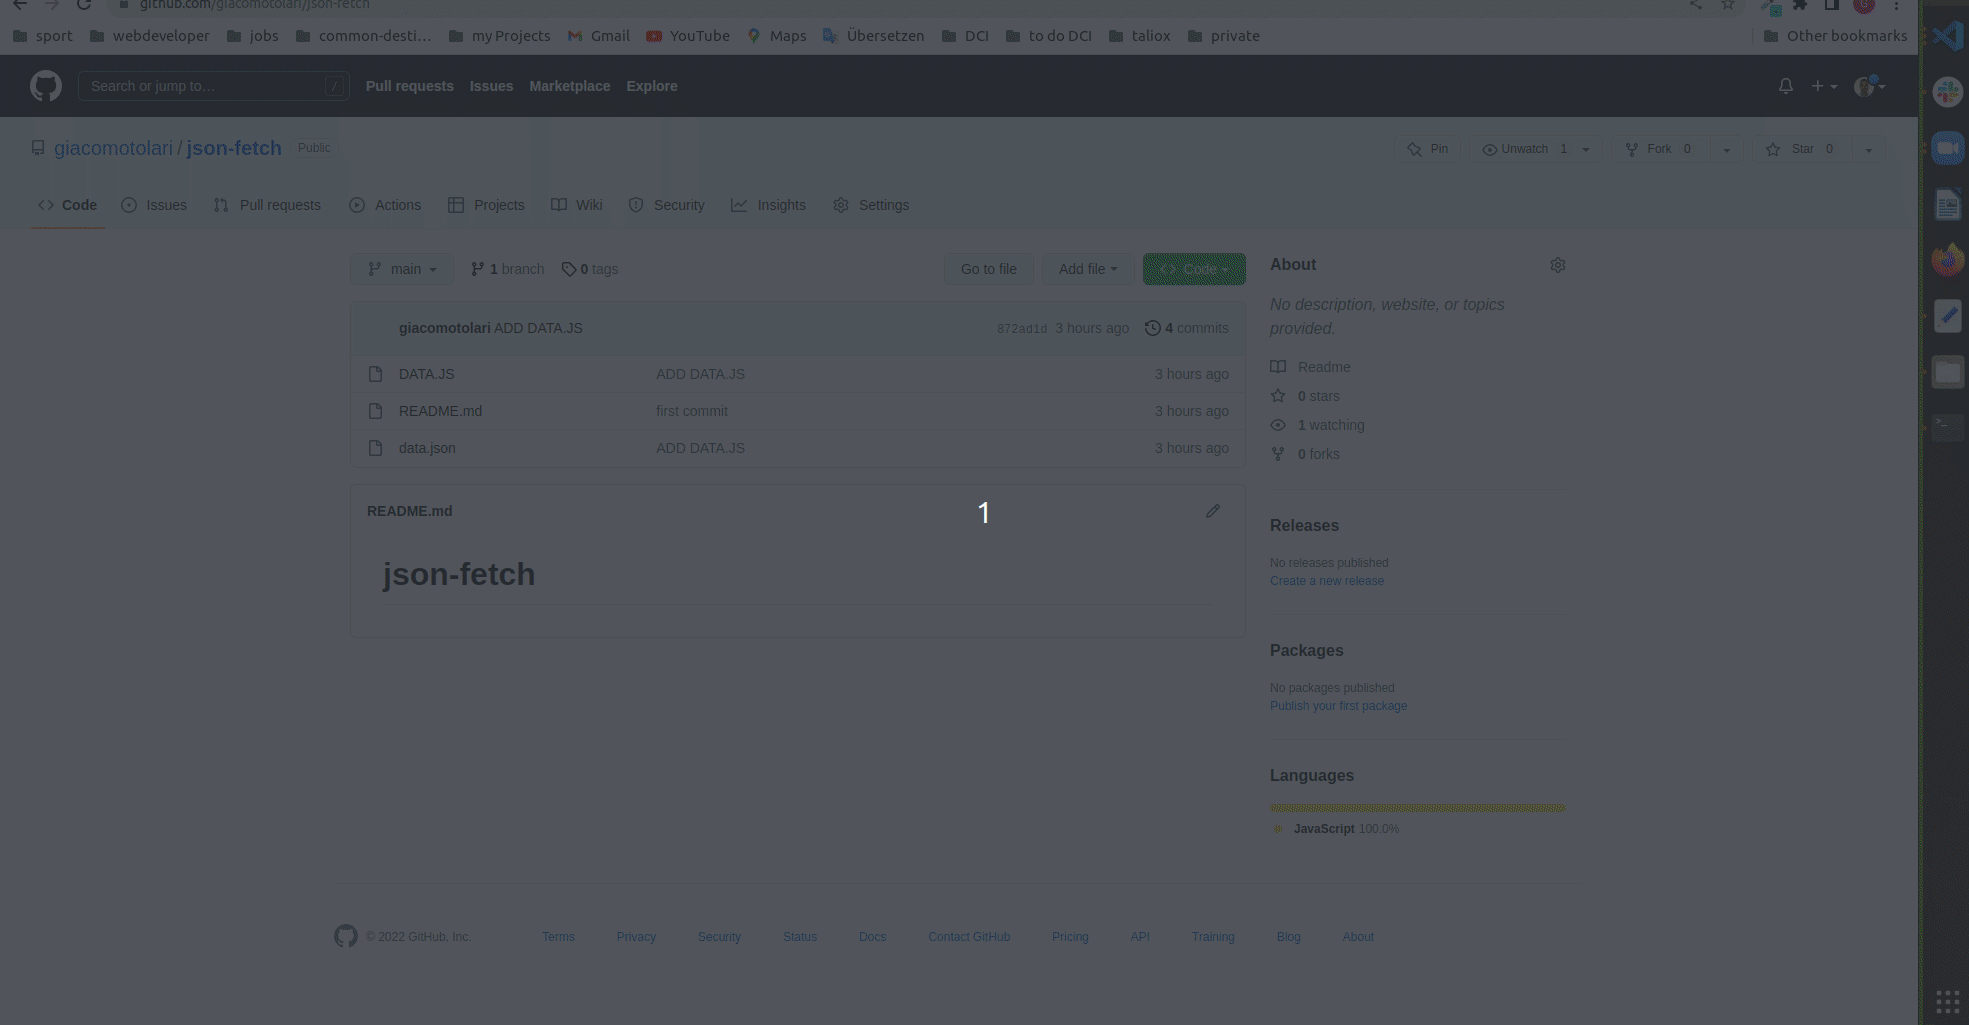 github.com/giacomotolari/json-fetch
sport webdeveloper jobs common-desti... my Projects Gmail YouTube Maps Übersetzen DCI to do DCI taliox private Other bookmarks
Search or jump to... / Pull requests Issues Marketplace Explore
giacomotolari / json-fetch Public Pin Unwatch 1 Fork 0 Star 0
Code Issues Pull requests Actions Projects Wiki Security Insights Settings
main 1 branch 0 tags Go to file Add file Code
giacomotolari ADD DATA.JS 872ad1d 3 hours ago 4 commits
DATA.JS ADD DATA.JS 3 hours ago
README.md first commit 3 hours ago
data.json ADD DATA.JS 3 hours ago
README.md
1
json-fetch
About
No description, website, or topics
provided.
Readme
0 stars
1 watching
0 forks
Releases
No releases published
Create a new release
Packages
No packages published
Publish your first package
Languages
JavaScript 100.0%
© 2022 GitHub, Inc. Terms Privacy Security Status Docs Contact GitHub Pricing API Training Blog About